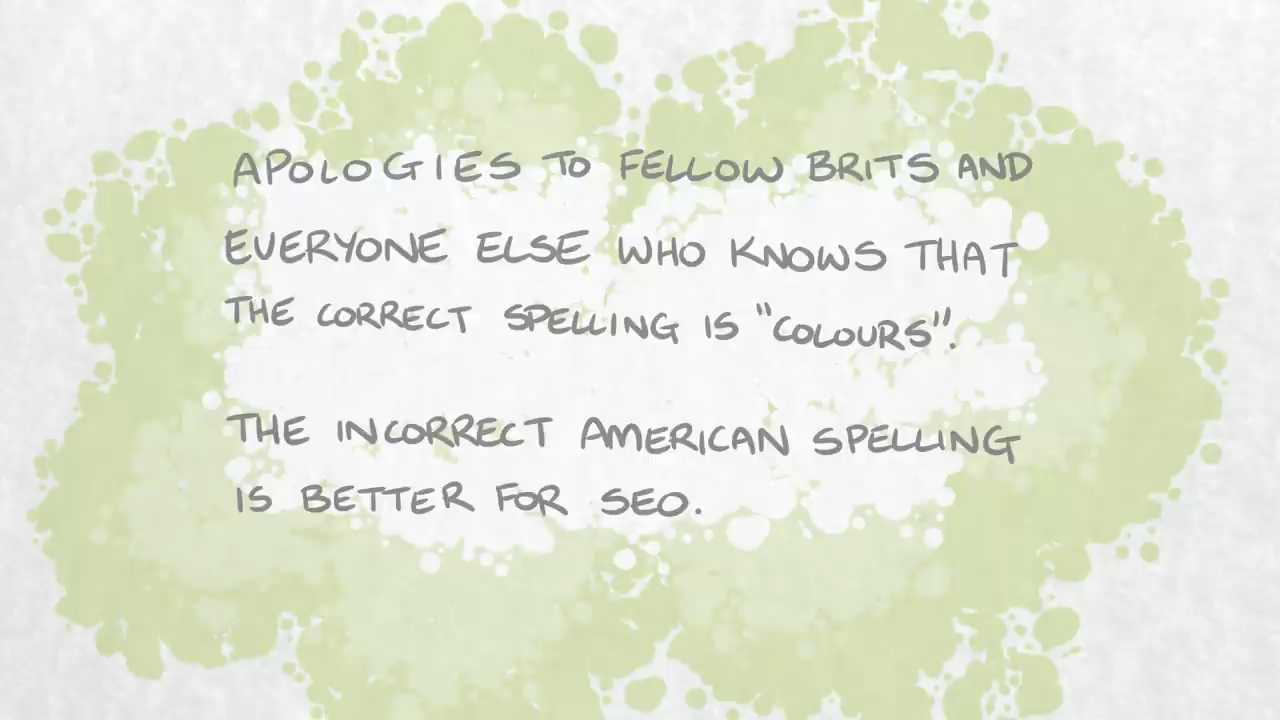 APOLOGIES TO FELLOW BRITS AND
EVERYONE ELSE WHO KNOWS THAT
THE CORRECT SPELLING IS "COLOURS".
THE INCORRECT AMERICAN SPELLING
IS BETTER FOR SEO.